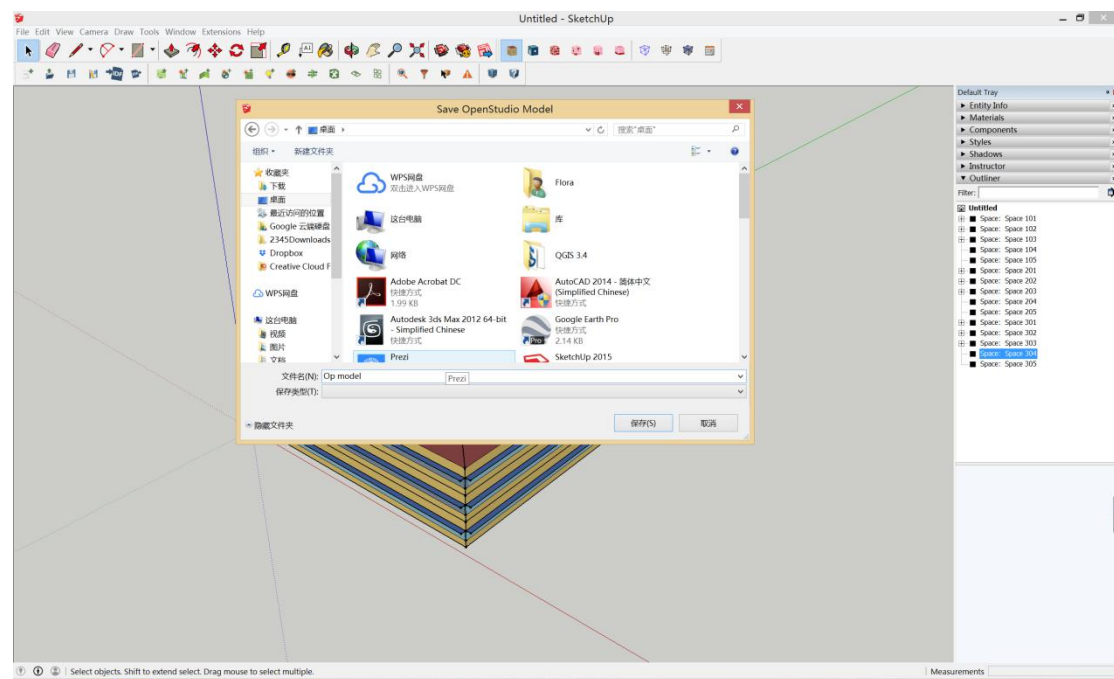 Untitled - SketchUp
File Edit View Camera Draw Tools Window Extensions Help
Save OpenStudio Model
桌面
搜索"桌面"
组织 新建文件夹
收藏夹
下载
桌面
最近访问的位置
Google 云端硬盘
2345Downloads
Dropbox
Creative Cloud F
WPS网盘
这台电脑
视频
图片
文档
WPS网盘
双击进入WPS网盘
Flora
这台电脑
库
网络
QGIS 3.4
Adobe Acrobat DC
快捷方式
1.99 KB
AutoCAD 2014 - 简体中文
(Simplified Chinese)
快捷方式
Autodesk 3ds Max 2012 64-bit
- Simplified Chinese
快捷方式
Google Earth Pro
快捷方式
2.14 KB
Prezi
SketchUp 2015
文件名(N): Op model
Prezi
保存类型(T):
隐藏文件夹
保存(S)
取消
Default Tray
Entity Info
Materials
Components
Styles
Shadows
Instructor
Outliner
Filter:
Untitled
Space: Space 101
Space: Space 102
Space: Space 103
Space: Space 104
Space: Space 105
Space: Space 201
Space: Space 202
Space: Space 203
Space: Space 204
Space: Space 205
Space: Space 301
Space: Space 302
Space: Space 303
Space: Space 304
Space: Space 305
Select objects. Shift to extend select. Drag mouse to select multiple.
Measurements